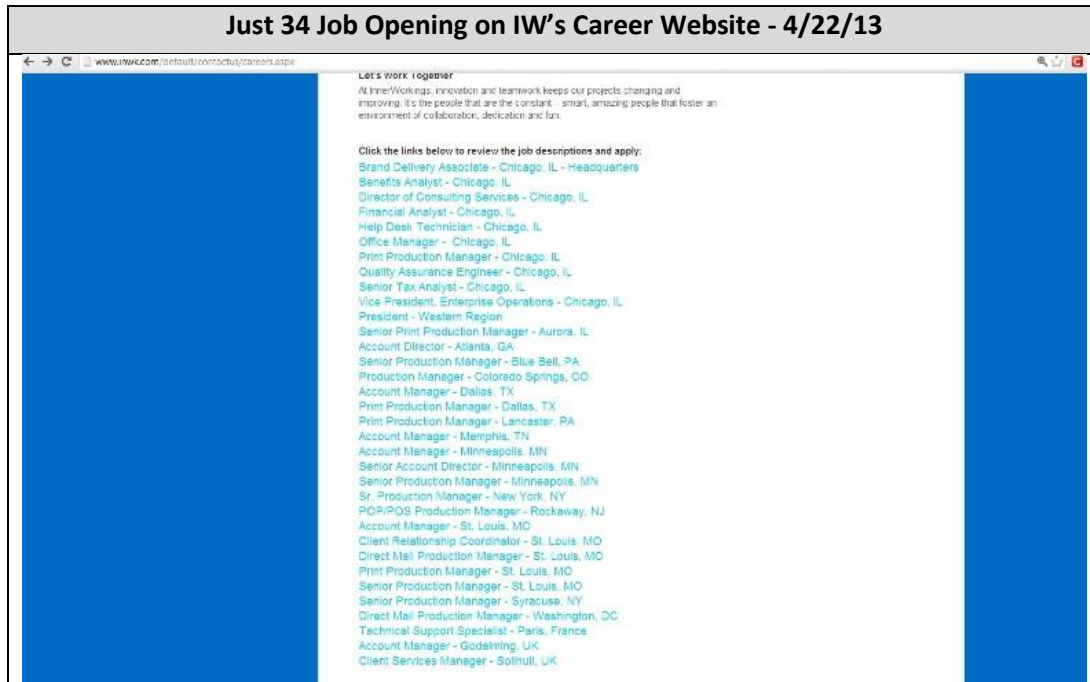 Just 34 Job Opening on IW's Career Website - 4/22/13
www.inwk.com/default/contactus/careers.aspx
Let's Work Together
At InnerWorkings, innovation and teamwork keeps our projects changing and
improving. It's the people that are the constant - smart, amazing people that foster an
environment of collaboration, dedication and fun.
Click the links below to review the job descriptions and apply:
Brand Delivery Associate - Chicago, IL - Headquarters
Benefits Analyst - Chicago, IL
Director of Consulting Services - Chicago, IL
Financial Analyst - Chicago, IL
Help Desk Technician - Chicago, IL
Office Manager - Chicago, IL
Print Production Manager - Chicago, IL
Quality Assurance Engineer - Chicago, IL
Senior Tax Analyst - Chicago, IL
Vice President, Enterprise Operations - Chicago, IL
President - Western Region
Senior Print Production Manager - Aurora, IL
Account Director - Atlanta, GA
Senior Production Manager - Blue Bell, PA
Production Manager - Colorado Springs, CO
Account Manager - Dallas, TX
Print Production Manager - Dallas, TX
Print Production Manager - Lancaster, PA
Account Manager - Memphis, TN
Account Manager - Minneapolis, MN
Senior Account Director - Minneapolis, MN
Senior Production Manager - Minneapolis, MN
Sr. Production Manager - New York, NY
POP/POS Production Manager - Rockaway, NJ
Account Manager - St. Louis, MO
Client Relationship Coordinator - St. Louis, MO
Direct Mail Production Manager - St. Louis, MO
Print Production Manager - St. Louis, MO
Senior Production Manager - St. Louis, MO
Senior Production Manager - Syracuse, NY
Direct Mail Production Manager - Washington, DC
Technical Support Specialist - Paris, France
Account Manager - Godalming, UK
Client Services Manager - Solihull, UK